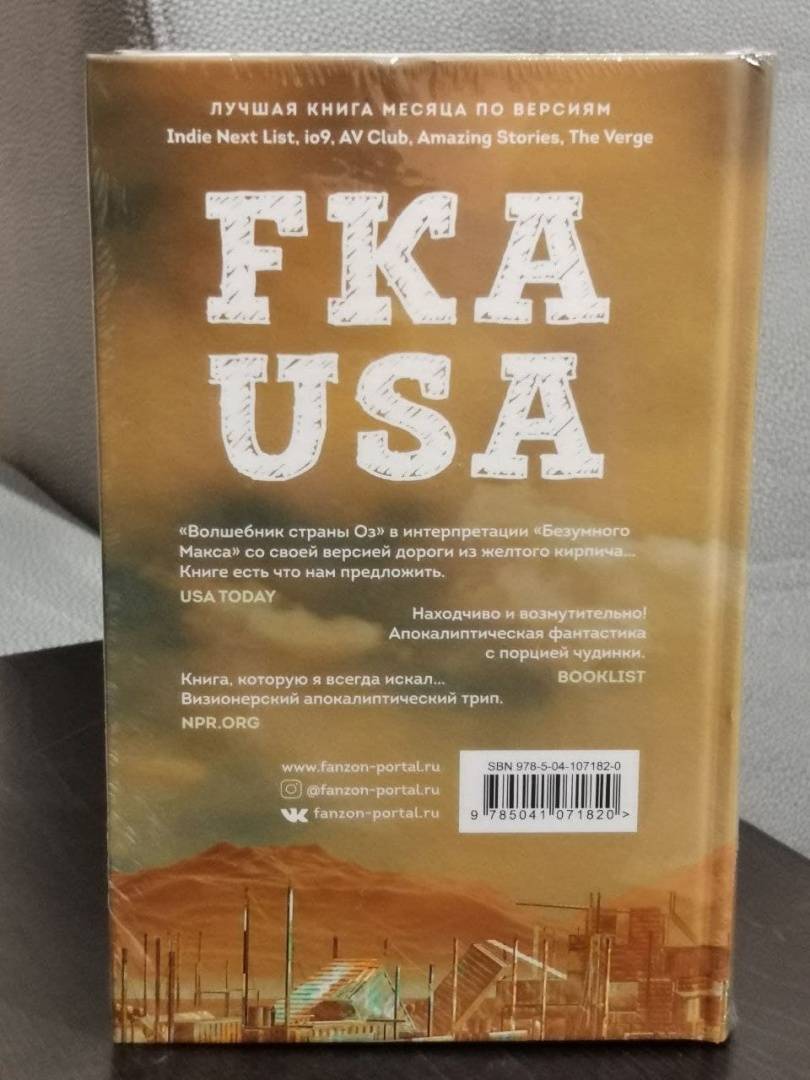 ЛУЧШАЯ КНИГА МЕСЯЦА ПО ВЕРСИЯМ
Indie Next List, io9, AV Club, Amazing Stories, The Verge
FKA
USA
«Волшебник страны Оз» в интерпретации «Безумного
Макса» со своей версией дороги из желтого кирпича...
Книге есть что нам предложить.
USA TODAY
Находчиво и возмутительно!
Апокалиптическая фантастика
с порцией чудинки.
BOOKLIST
Книга, которую я всегда искал...
Визионерский апокалиптический трип.
NPR.ORG
www.fanzon-portal.ru
@fanzon-portal.ru
fanzon-portal.ru
SBN 978-5-04-107182-0
9 785041 071820 >